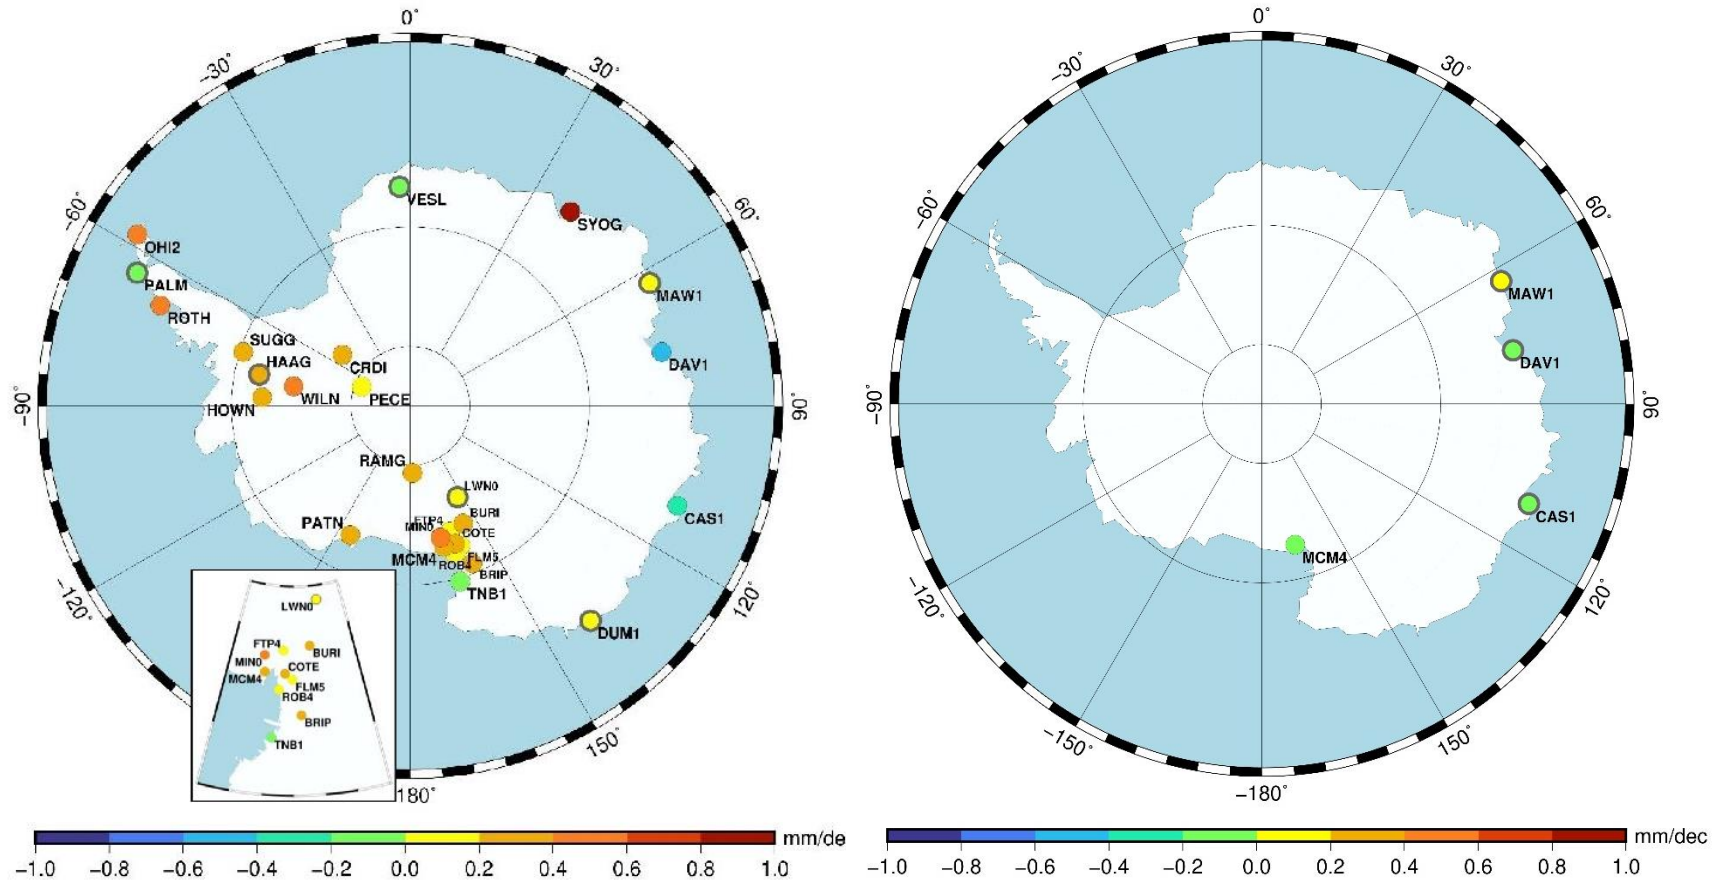 0°
−30°
30°
−60°
60°
−90°
90°
−120°
120°
150°
180°
VESL
SYOG
OHI2
PALM
ROTH
MAW1
DAV1
SUGG
HAAG
CRDI
HOWN
WILN
PECE
RAMG
LWN0
CAS1
PATN
FTP4
BURI
MIN0
COTE
MCM4
ROB4
FLM5
BRIP
TNB1
DUM1
LWN0
FTP4
BURI
MIN0
COTE
MCM4
FLM5
ROB4
BRIP
TNB1
mm/de
−1.0 −0.8 −0.6 −0.4 −0.2 0.0 0.2 0.4 0.6 0.8 1.0
0°
−30°
30°
−60°
60°
−90°
90°
120°
−150°
150°
−180°
MAW1
DAV1
CAS1
MCM4
mm/dec
−1.0 −0.8 −0.6 −0.4 −0.2 0.0 0.2 0.4 0.6 0.8 1.0
−120°